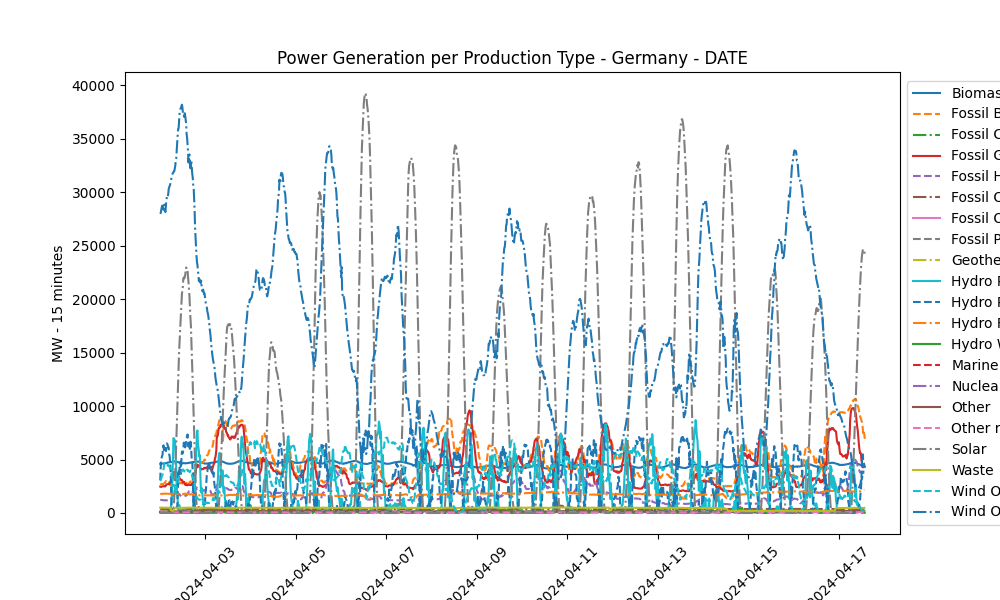 Power Generation per Production Type - Germany - DATE
MW - 15 minutes
40000
35000
30000
25000
20000
15000
10000
5000
0
2024-04-03
2024-04-05
2024-04-07
2024-04-09
2024-04-11
2024-04-13
2024-04-15
2024-04-17
Biomas
Fossil B
Fossil
Fossil G
Fossil H
Fossil
Fossil
Fossil P
Geothe
Hydro P
Hydro P
Hydro
Hydro
Marine
Nuclea
Other
Other r
Solar
Waste
Wind O
Wind O